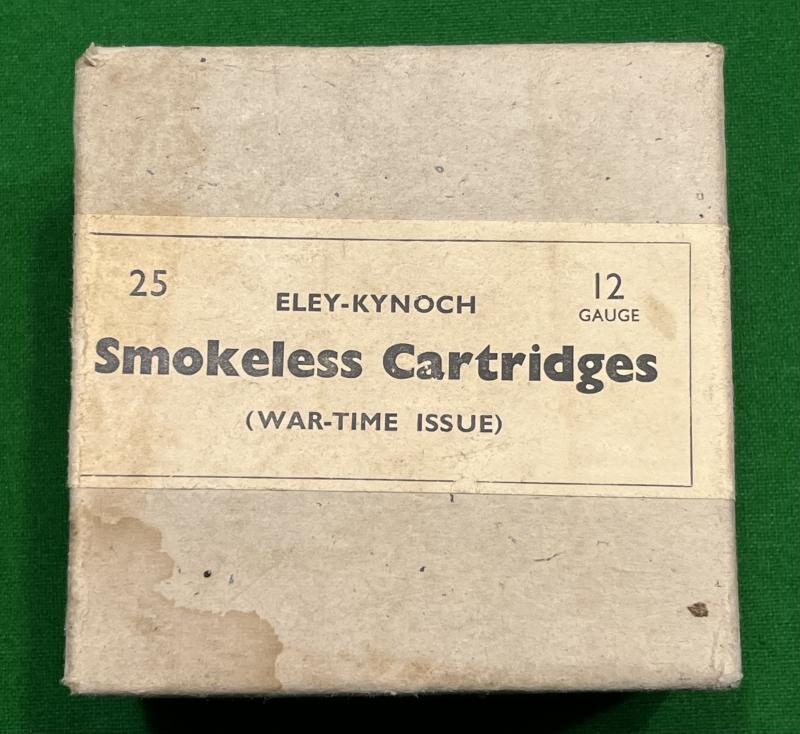 25
12
GAUGE
ELEY-KYNOCH
Smokeless Cartridges
(WAR-TIME ISSUE)